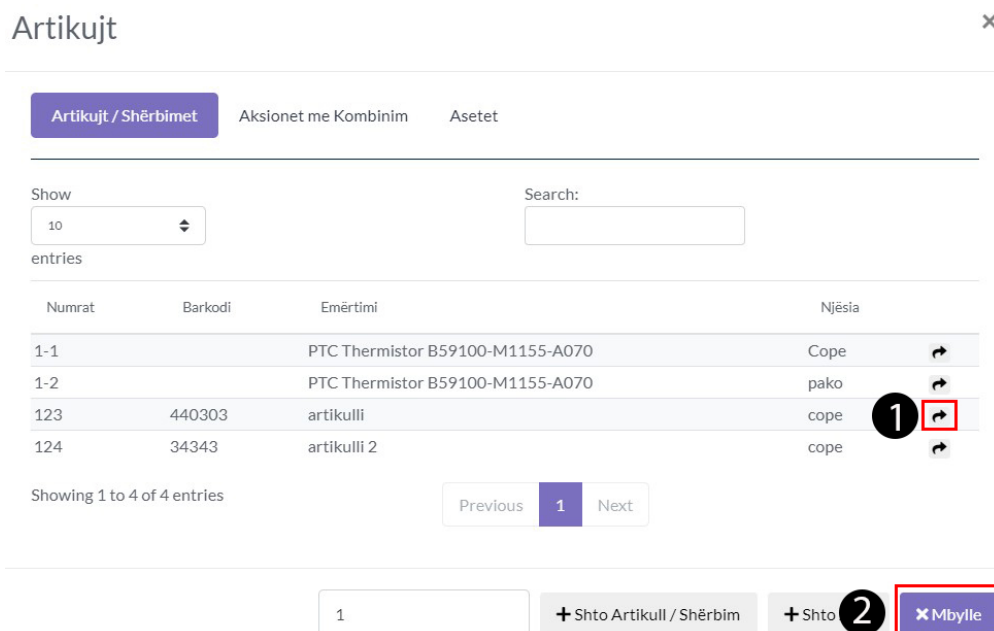 Artikujt
×
Artikujt / Shërbimet Aksionet me Kombinim Asetet
Show Search:
10
entries
Numrat Barkodi Emërtimi Njësia
1-1 PTC Thermistor B59100-M1155-A070 Cope
1-2 PTC Thermistor B59100-M1155-A070 pako
123 440303 artikulli cope 1
124 34343 artikulli 2 cope
Showing 1 to 4 of 4 entries Previous 1 Next
1 + Shto Artikull / Shërbim + Shto 2 × Mbylle